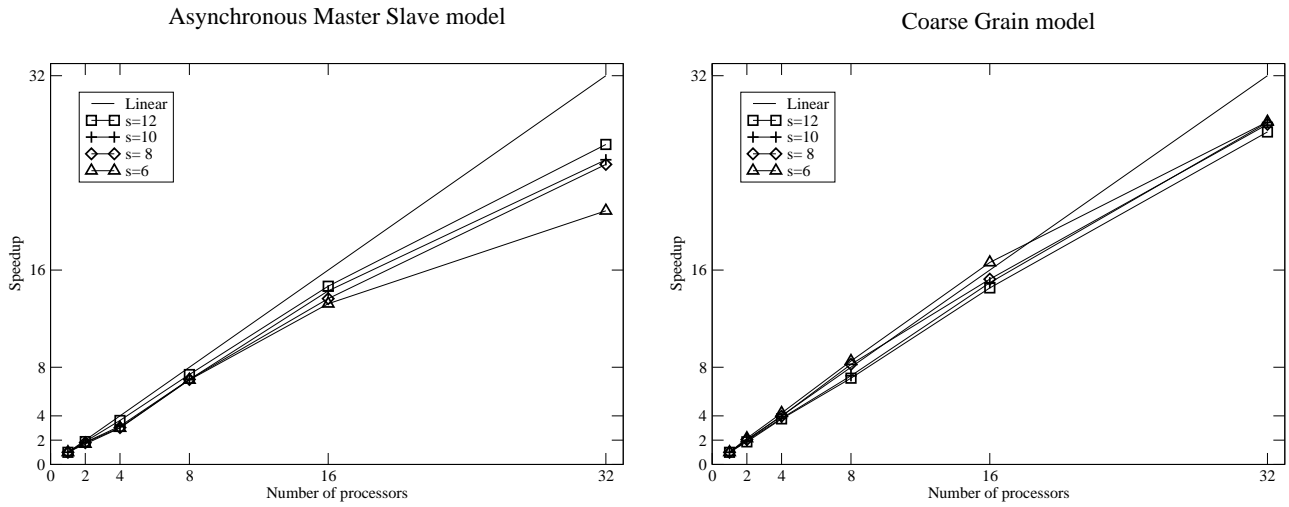 Asynchronous Master Slave model
32
16
8
4
2
0
0
2
4
8
16
32
Speedup
Number of processors
Linear
s=12
s=10
s= 8
s=6
Coarse Grain model
32
16
8
4
2
0
0
2
4
8
16
32
Speedup
Number of processors
Linear
s=12
s=10
s= 8
s=6